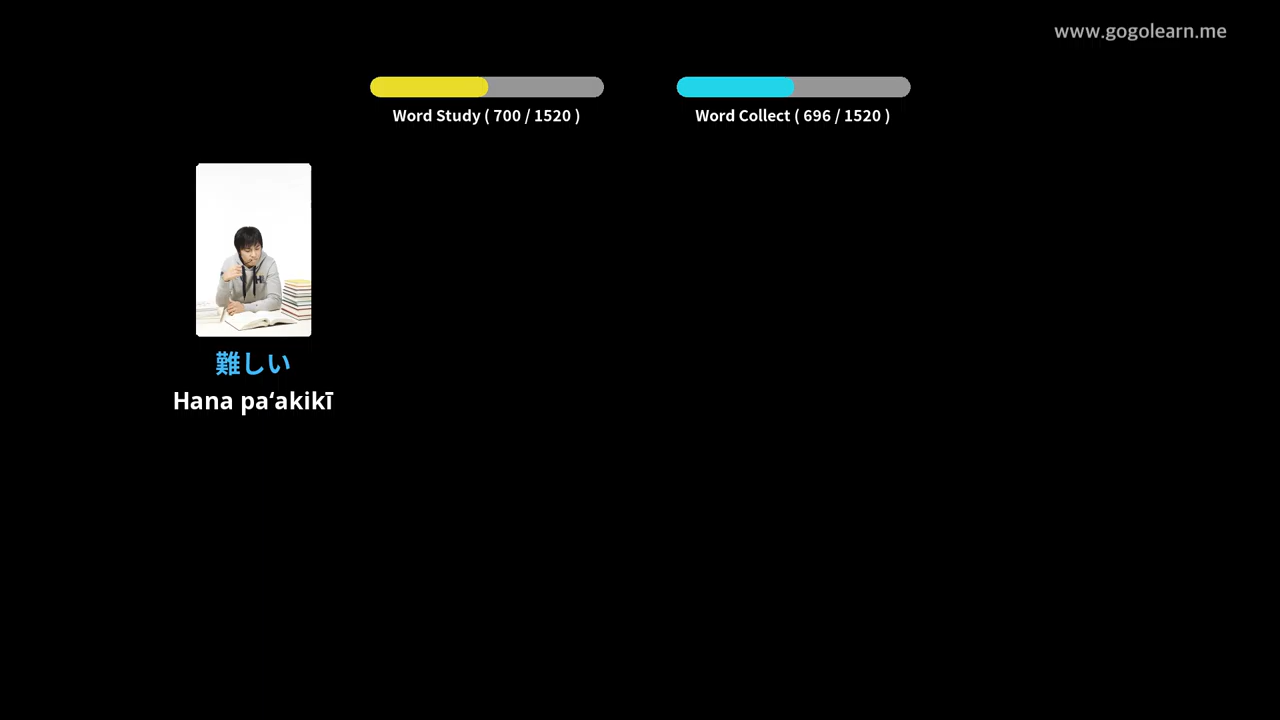 www.gogolearn.me
Word Study ( 700 / 1520 )
Word Collect ( 696 / 1520 )
難しい
Hana paʻakikī